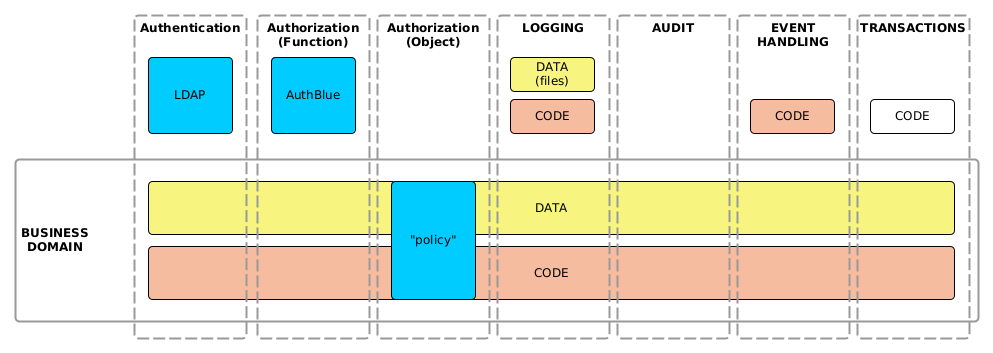 Authentication
Authorization
(Function)
Authorization
(Object)
LOGGING
AUDIT
EVENT
HANDLING
TRANSACTIONS
LDAP
AuthBlue
DATA
(files)
CODE
CODE
CODE
BUSINESS
DOMAIN
DATA
"policy"
CODE